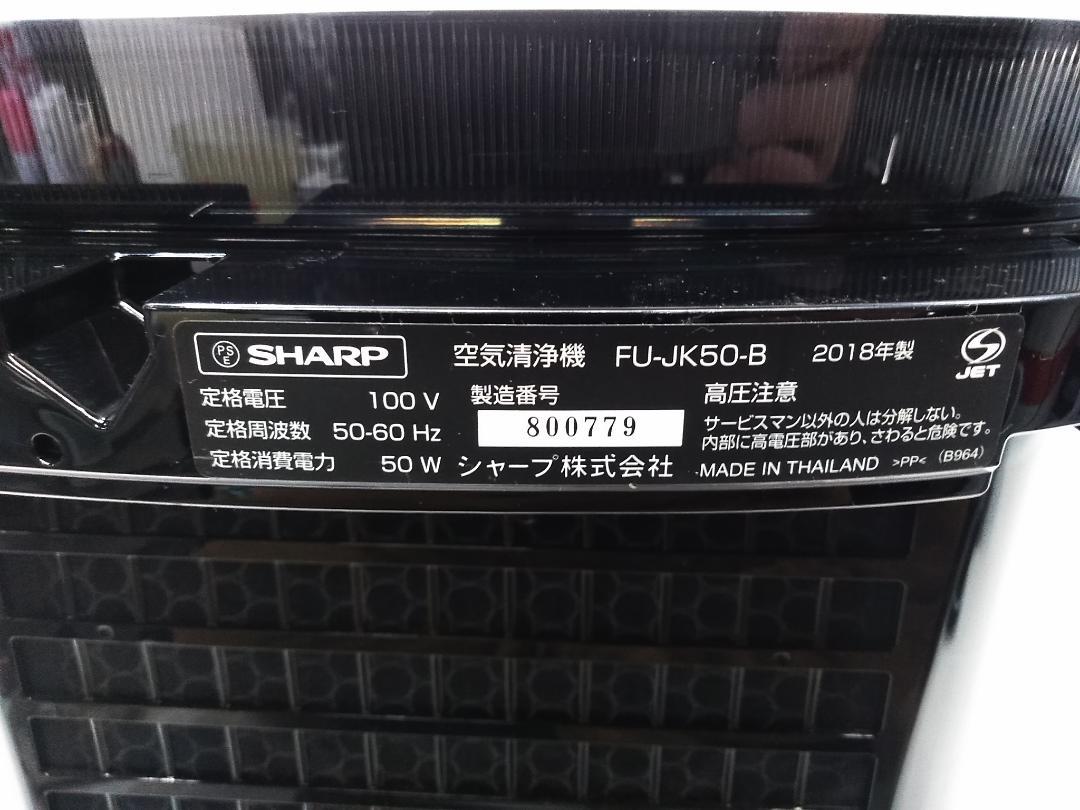 PS E SHARP 空気清浄機 FU-JK50-B 2018年製 JET
定格電圧 100 V 製造番号 高圧注意
定格周波数 50-60 Hz 800779 サービスマン以外の人は分解しない。
内部に高電圧部があり、さわると危険です。
定格消費電力 50 W シャープ株式会社 MADE IN THAILAND >PP< (B964)